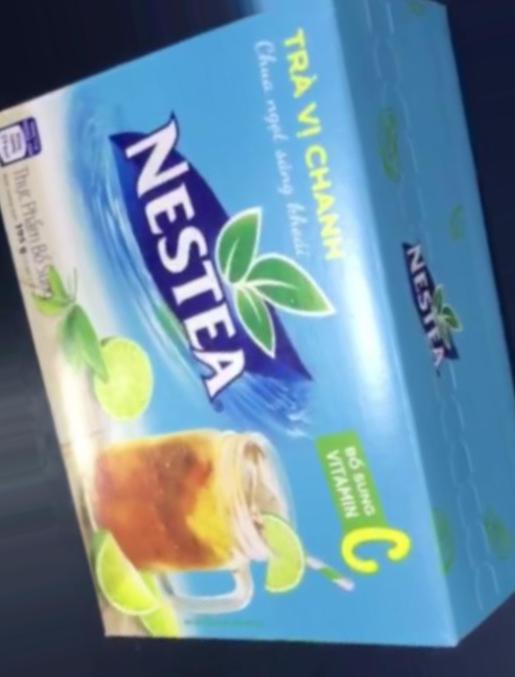 TRÀ VỊ CHANH
Chua ngọt sảng khoái
NESTEA
BỔ SUNG
VITAMIN
C
Thực Phẩm Bổ Sung
NESTEA